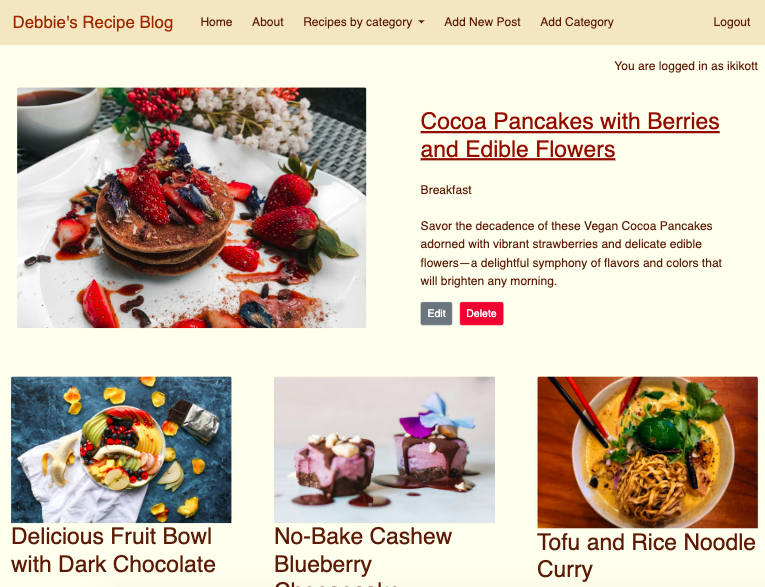 Debbie's Recipe Blog Home About Recipes by category Add New Post Add Category Logout
You are logged in as ikikott
Cocoa Pancakes with Berries
and Edible Flowers
Breakfast
Savor the decadence of these Vegan Cocoa Pancakes
adorned with vibrant strawberries and delicate edible
flowers—a delightful symphony of flavors and colors that
will brighten any morning.
Edit Delete
Delicious Fruit Bowl
with Dark Chocolate
No-Bake Cashew
Blueberry
Tofu and Rice Noodle
Curry